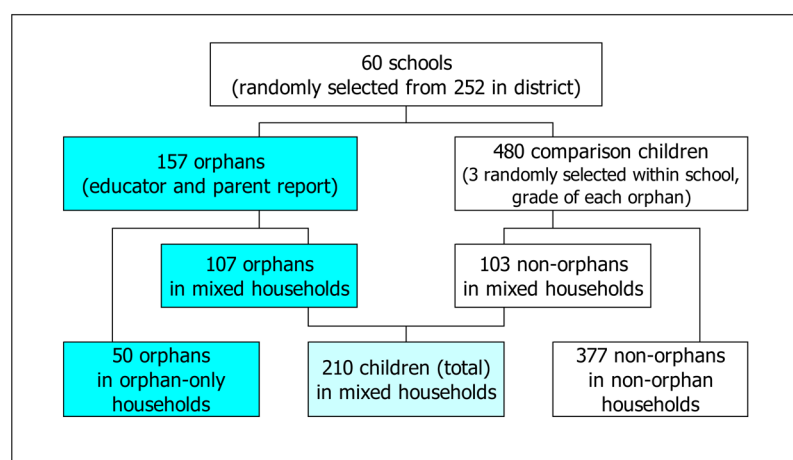 60 schools
(randomly selected from 252 in district)
157 orphans
(educator and parent report)
480 comparison children
(3 randomly selected within school,
grade of each orphan)
107 orphans
in mixed households
103 non-orphans
in mixed households
50 orphans
in orphan-only
households
210 children (total)
in mixed households
377 non-orphans
in non-orphan
households